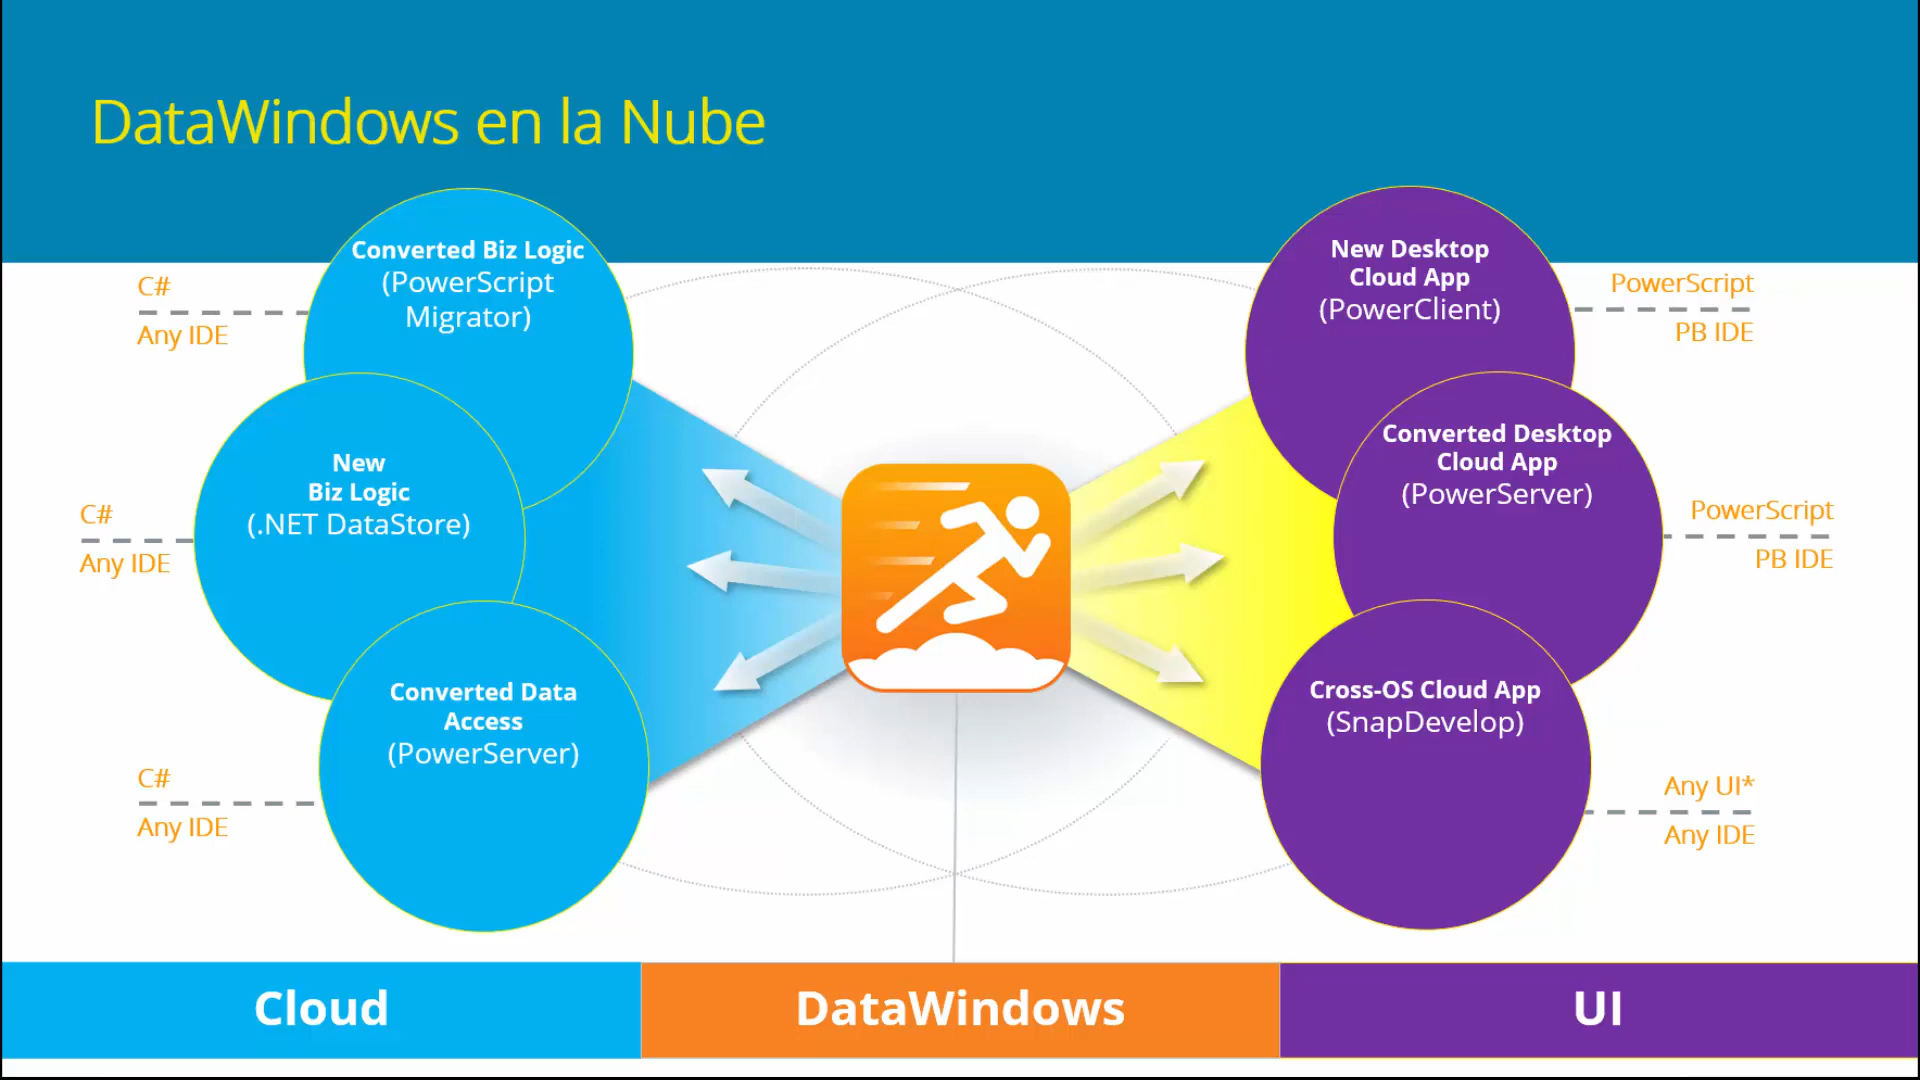 DataWindows en la Nube
Converted Biz Logic
(PowerScript
Migrator)
C#
Any IDE
New
Biz Logic
(.NET DataStore)
C#
Any IDE
Converted Data
Access
(PowerServer)
C#
Any IDE
New Desktop
Cloud App
(PowerClient)
PowerScript
PB IDE
Converted Desktop
Cloud App
(PowerServer)
PowerScript
PB IDE
Cross-OS Cloud App
(SnapDevelop)
Any UI*
Any IDE
Cloud
DataWindows
UI